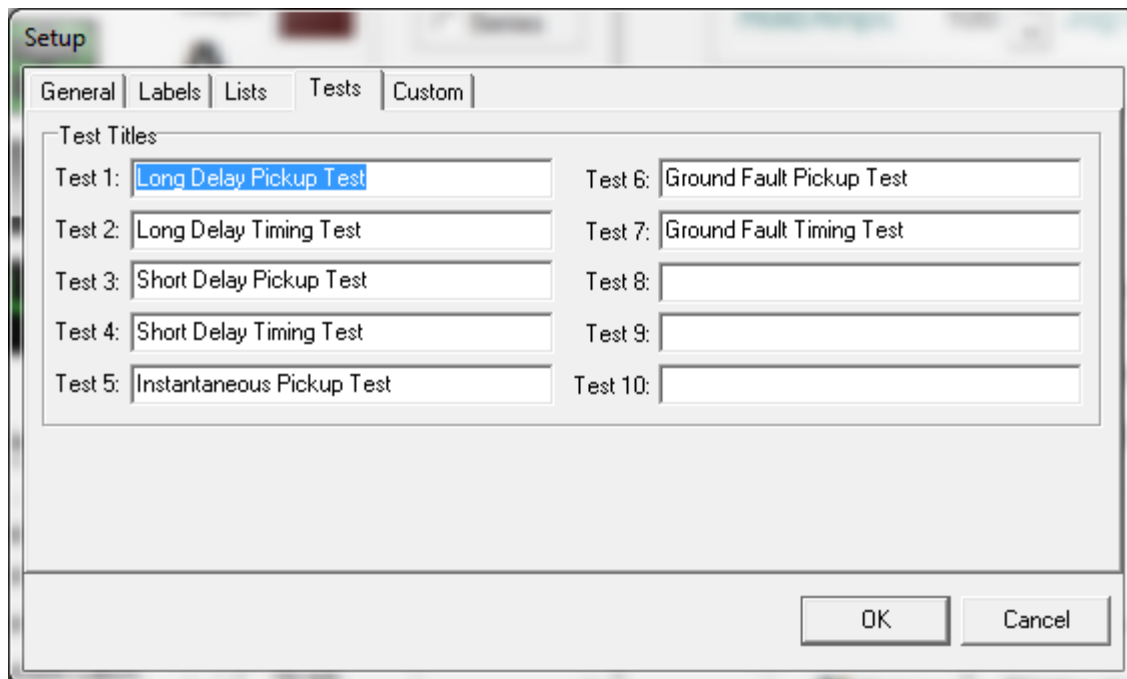 Setup
General
Labels
Lists
Tests
Custom
Test Titles
Test 1: Long Delay Pickup Test
Test 2: Long Delay Timing Test
Test 3: Short Delay Pickup Test
Test 4: Short Delay Timing Test
Test 5: Instantaneous Pickup Test
Test 6: Ground Fault Pickup Test
Test 7: Ground Fault Timing Test
Test 8:
Test 9:
Test 10:
OK
Cancel